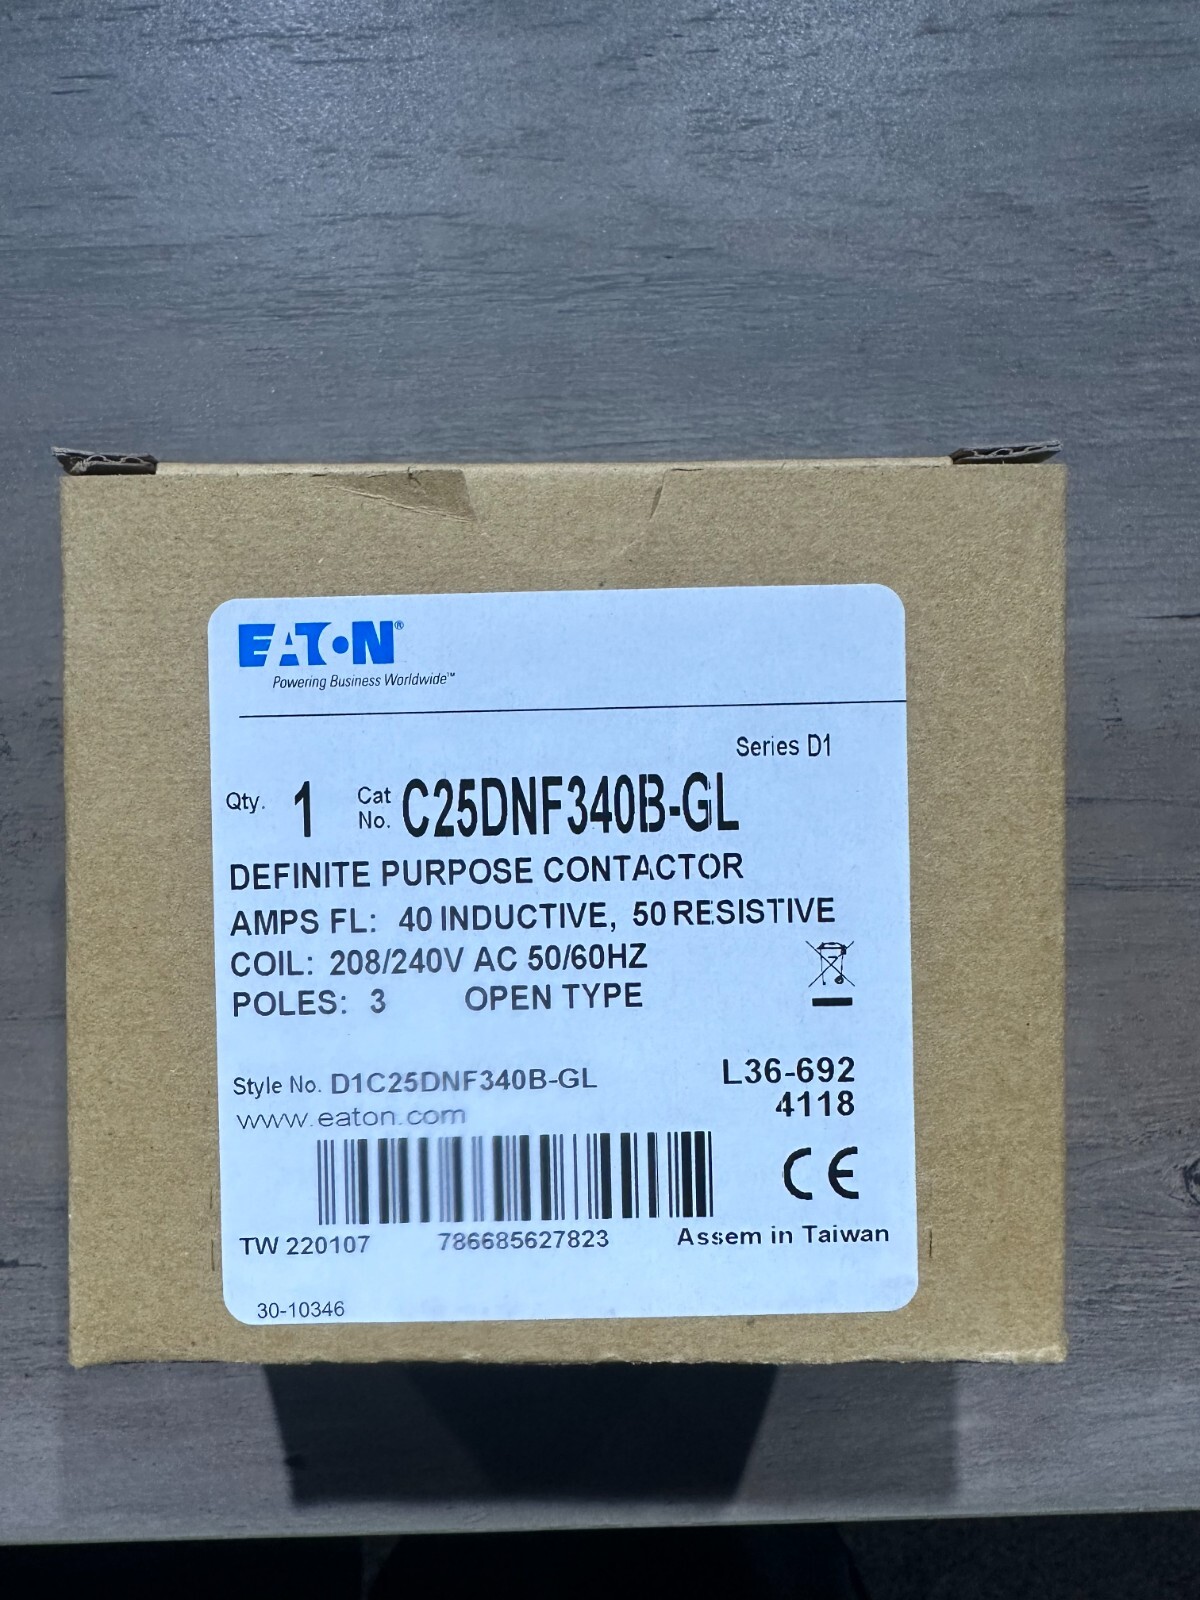 EATON®
Powering Business Worldwide™
Series D1
Qty. 1 Cat No. C25DNF340B-GL
DEFINITE PURPOSE CONTACTOR
AMPS FL: 40 INDUCTIVE, 50 RESISTIVE
COIL: 208/240V AC 50/60HZ
POLES: 3 OPEN TYPE
Style No. D1C25DNF340B-GL L36-692
www.eaton.com 4118
CE
TW 220107 786685627823 Assem in Taiwan
30-10346